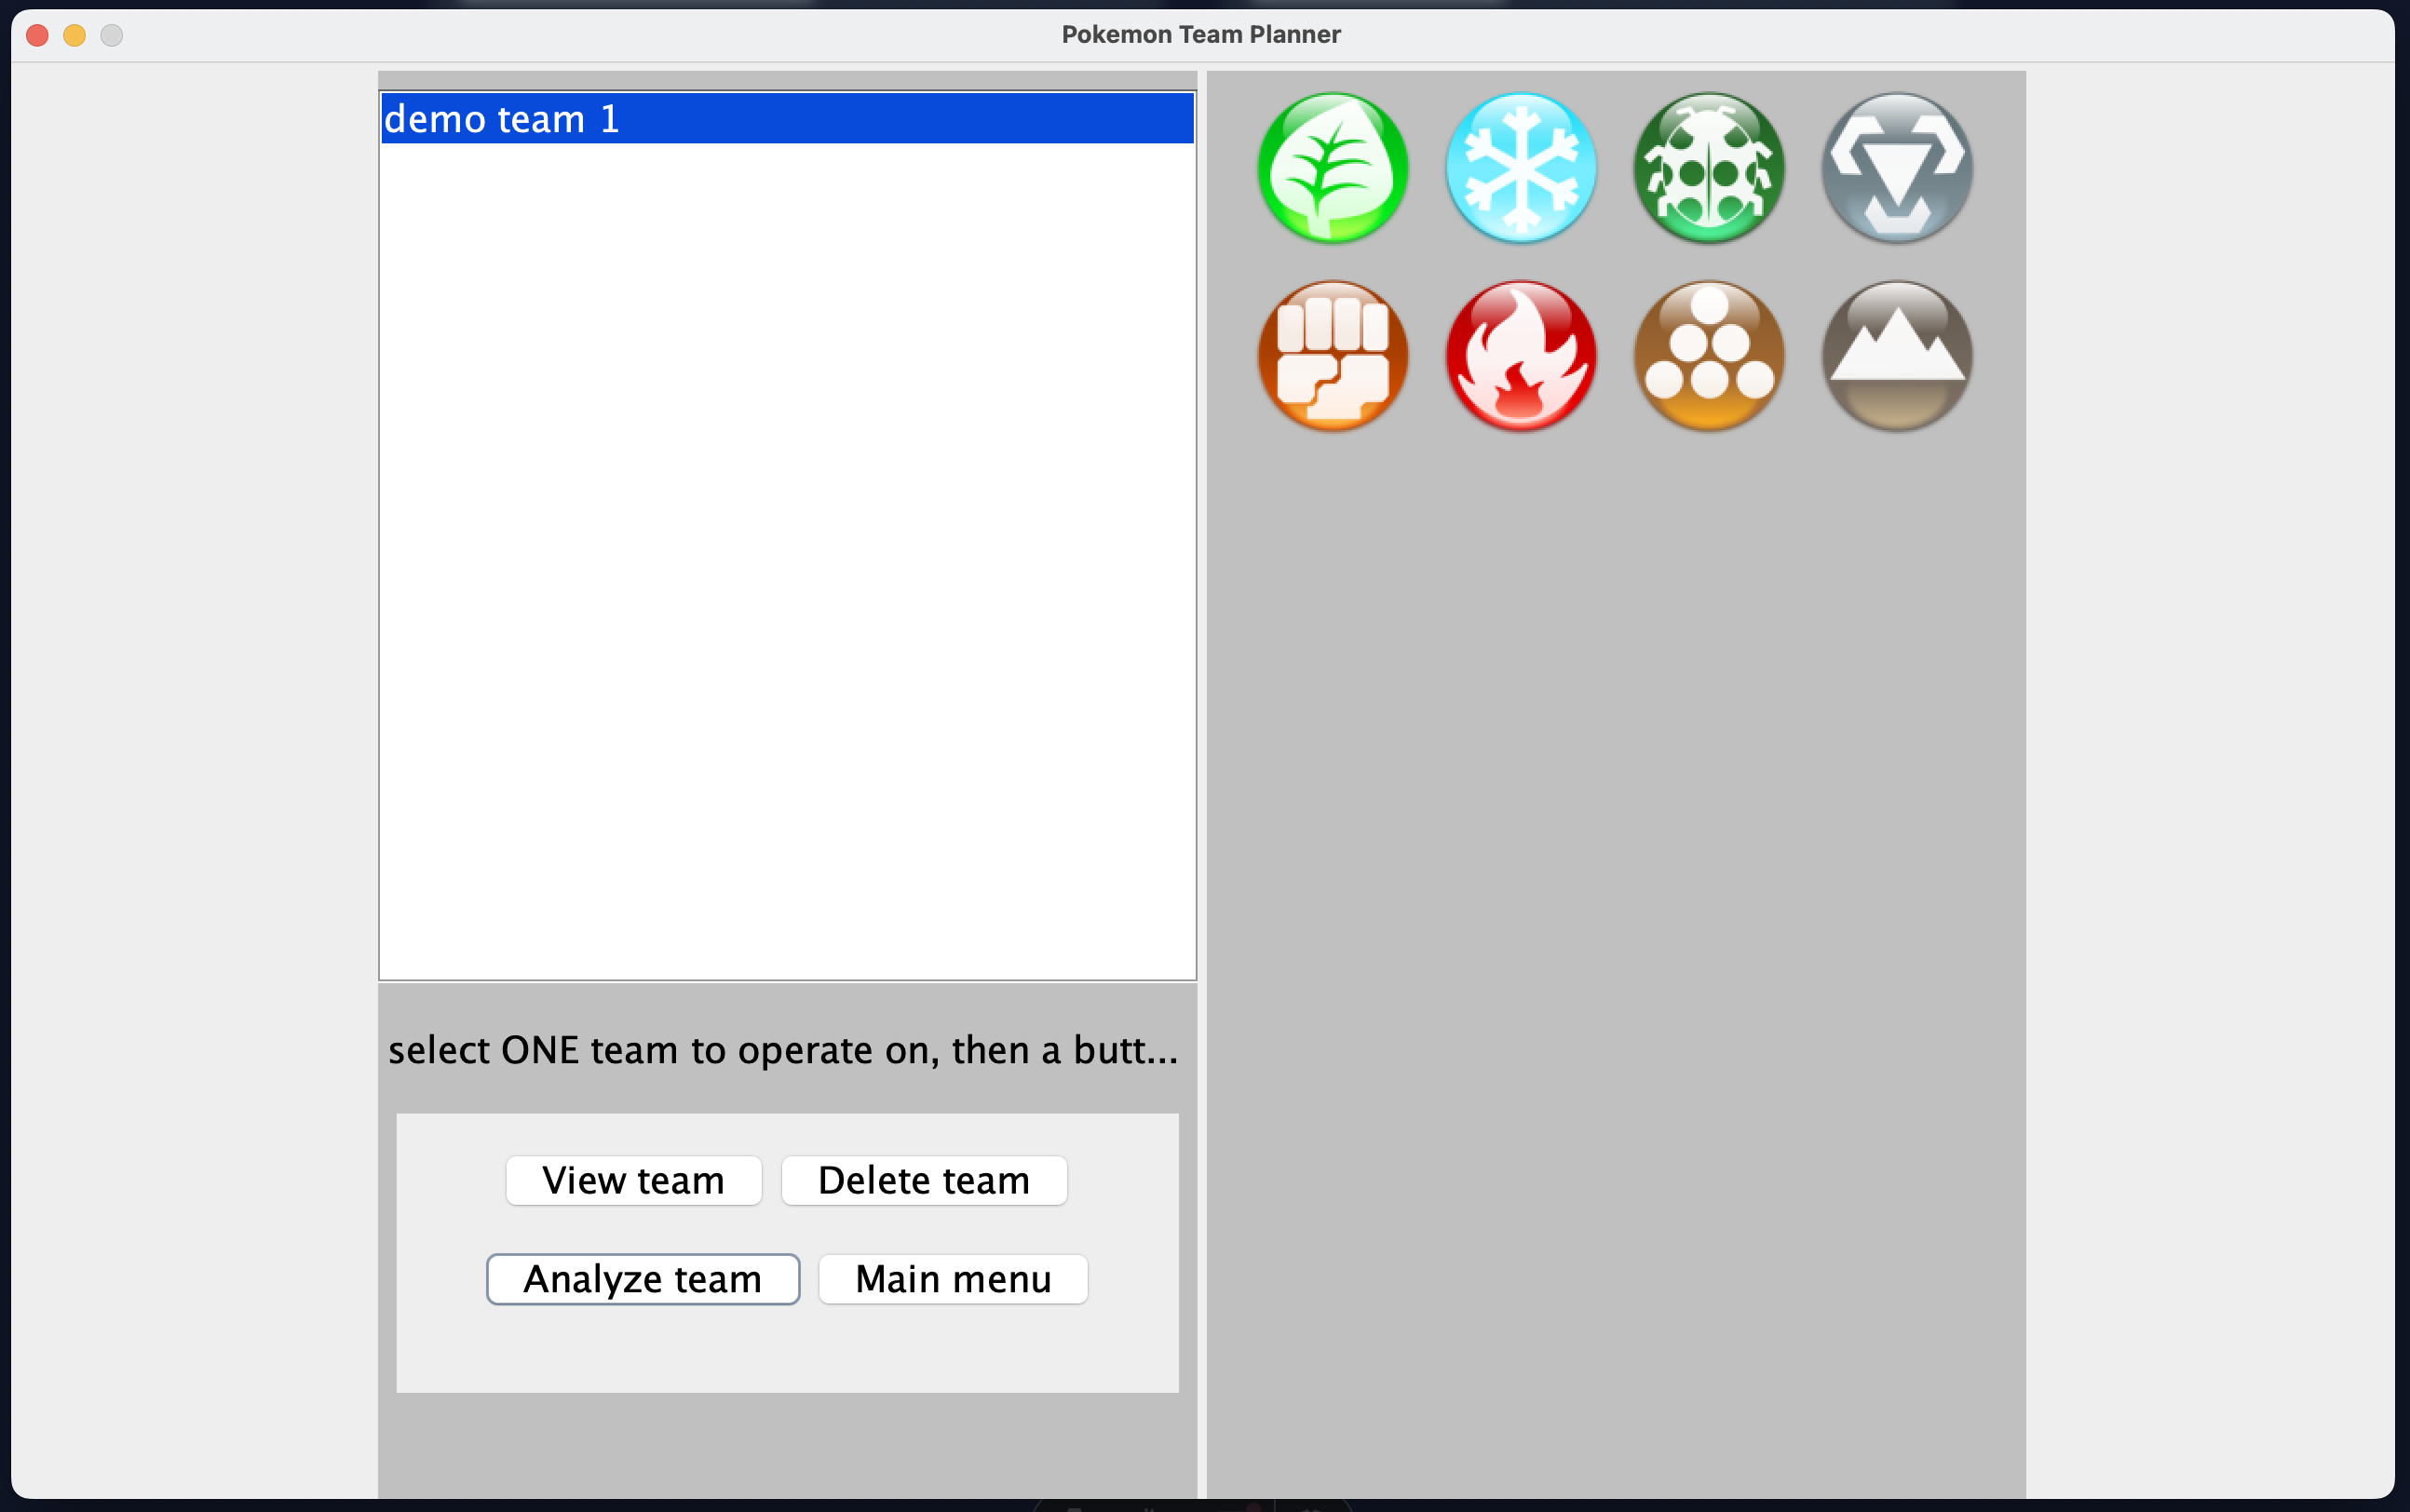 Pokemon Team Planner
demo team 1
select ONE team to operate on, then a butt...
View team
Delete team
Analyze team
Main menu